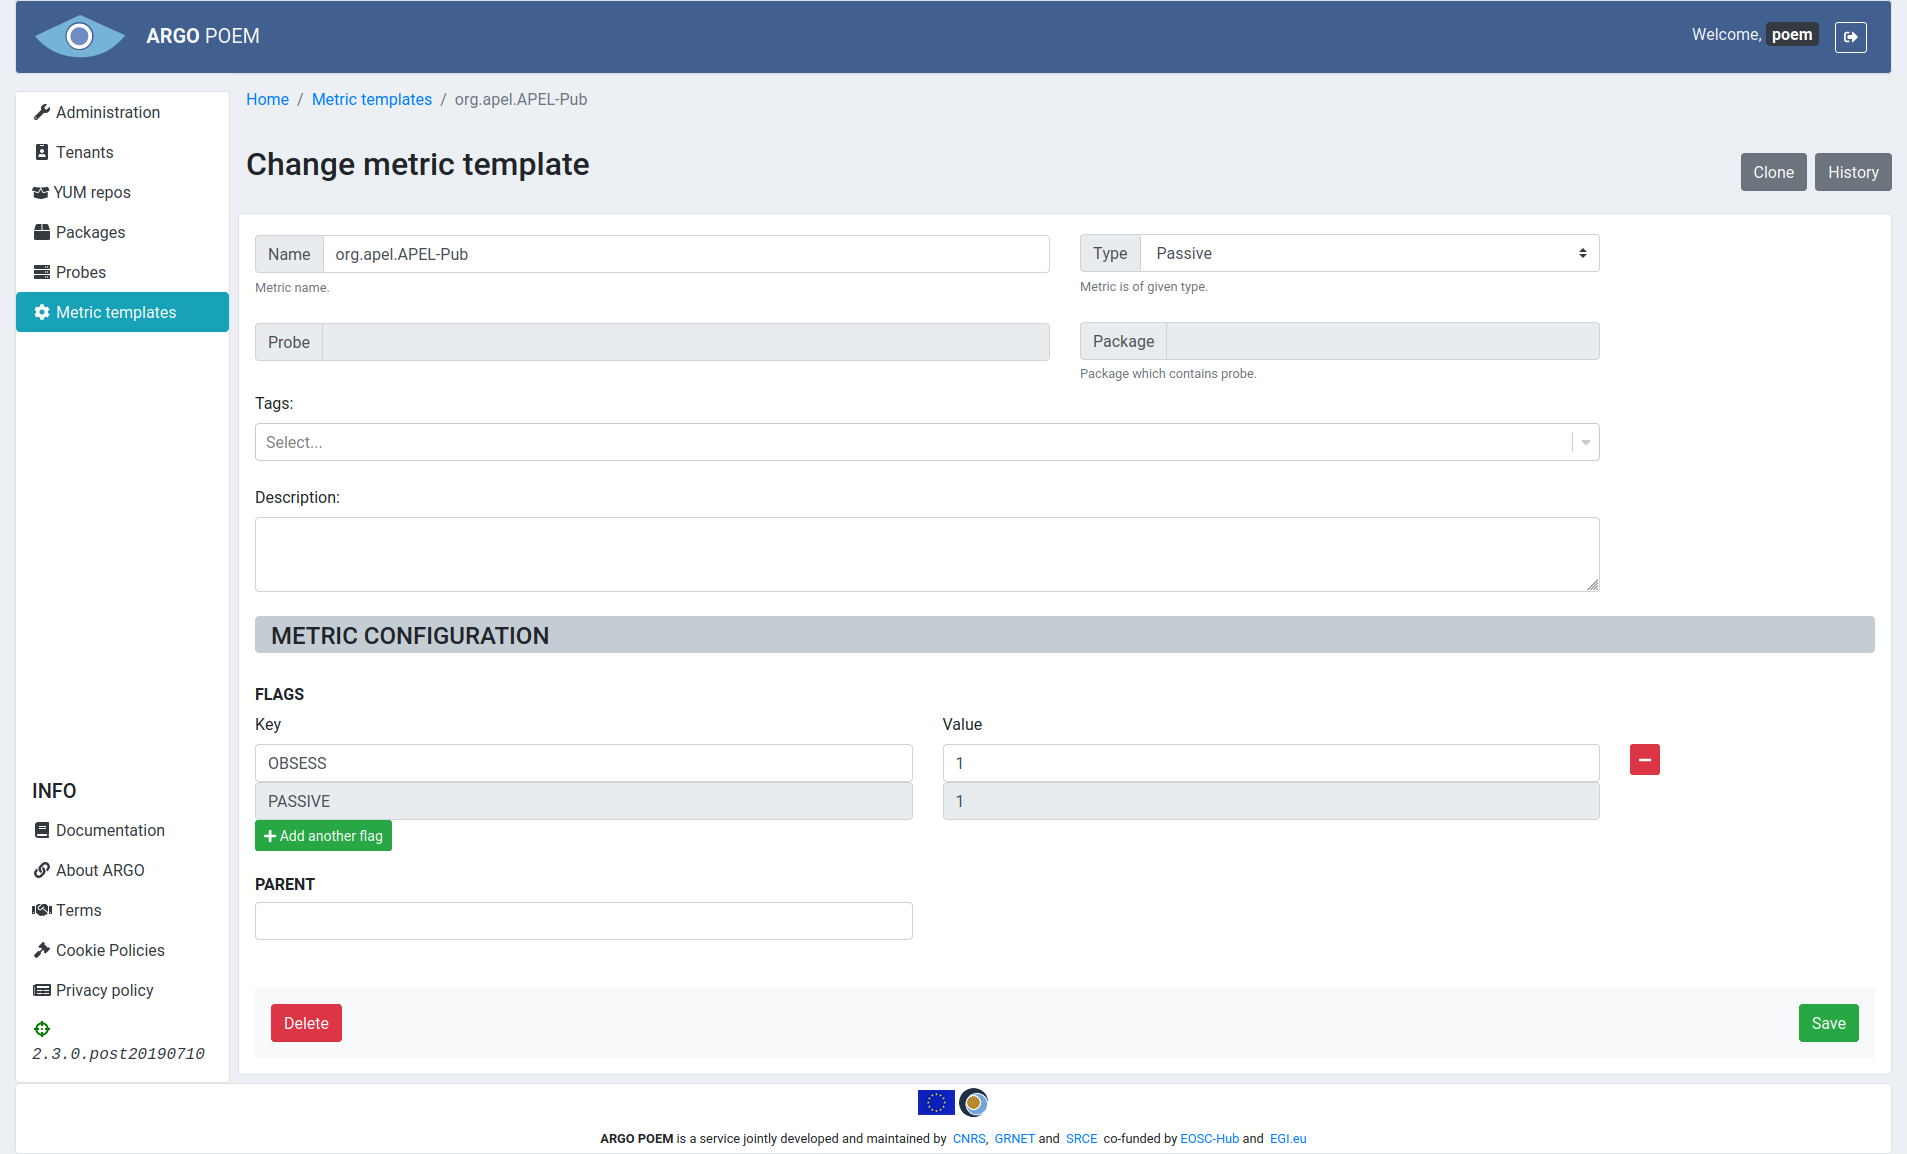 ARGO POEM
Welcome, poem
Administration
Tenants
YUM repos
Packages
Probes
Metric templates
INFO
Documentation
About ARGO
Terms
Cookie Policies
Privacy policy
2.3.0.post20190710
Home / Metric templates / org.apel.APEL-Pub
Change metric template
Clone History
Name org.apel.APEL-Pub
Metric name.
Type Passive
Metric is of given type.
Probe
Package
Package which contains probe.
Tags:
Select...
Description:
METRIC CONFIGURATION
FLAGS
Key Value
OBSESS 1
PASSIVE 1
Add another flag
PARENT
Delete Save
ARGO POEM is a service jointly developed and maintained by CNRS, GRNET and SRCE co-funded by EOSC-Hub and EGI.eu